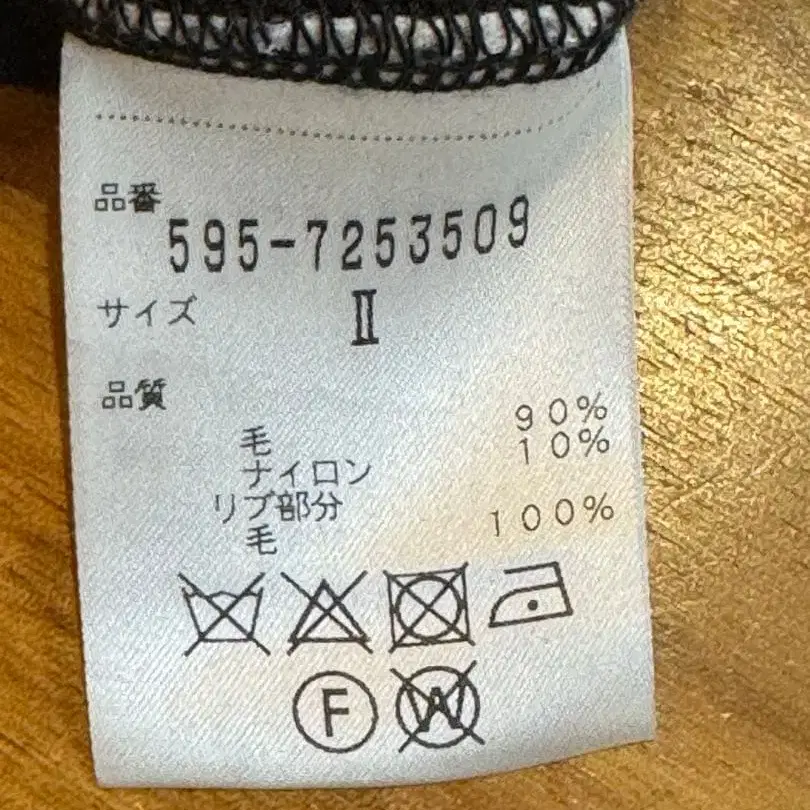 品番
595-7253509
サイズ Ⅱ
品質
毛 90%
ナイロン 10%
リブ部分
毛 100%
F W